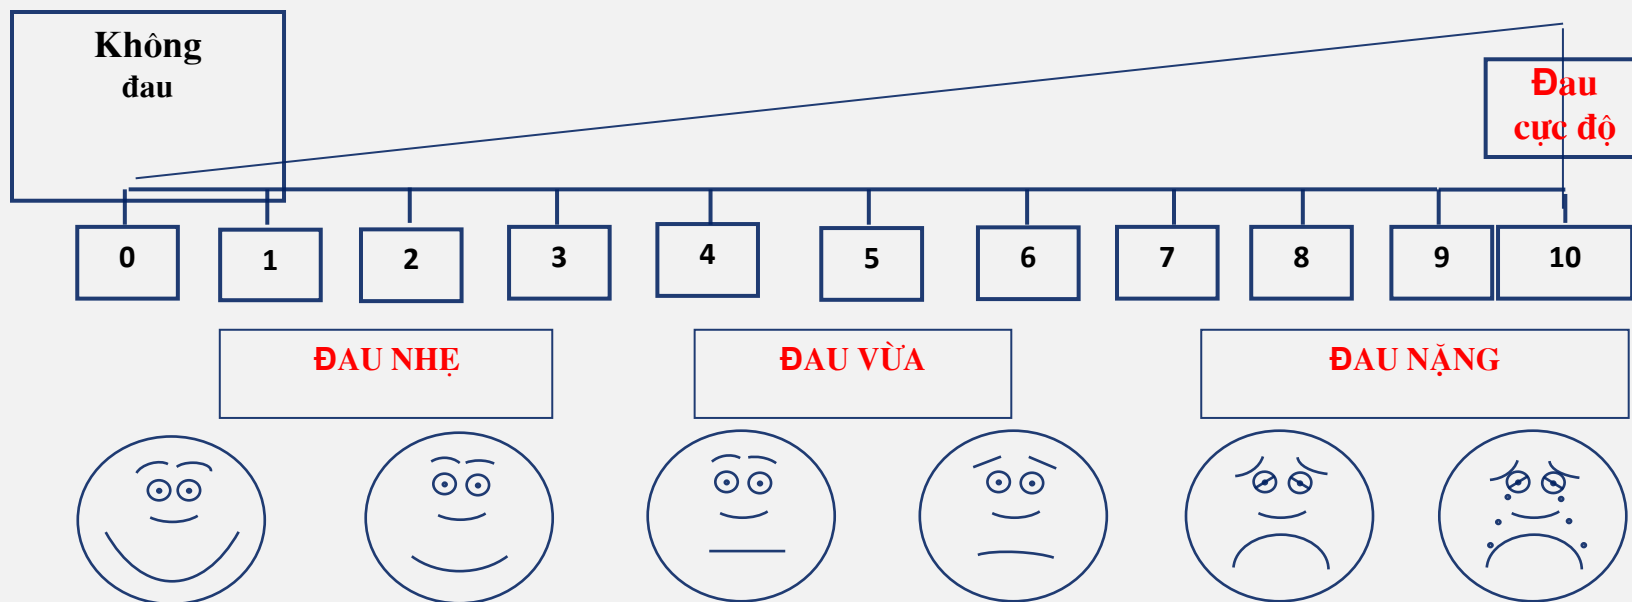 Không
đau
Đau
cực độ
0 1 2 3 4 5 6 7 8 9 10
ĐAU NHẸ
ĐAU VỪA
ĐAU NẶNG